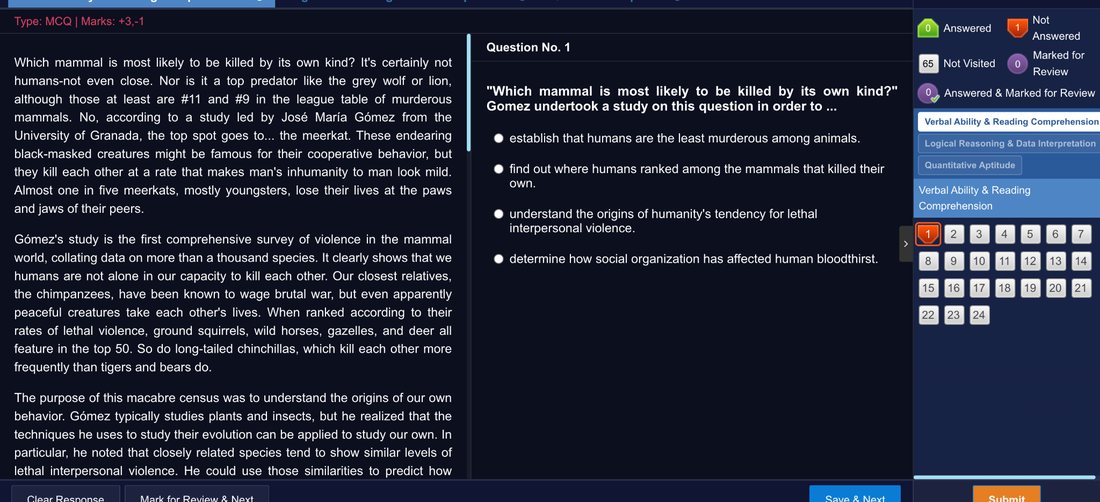 Type: MCQ | Marks: +3,-1
Which mammal is most likely to be killed by its own kind? It's certainly not
humans-not even close. Nor is it a top predator like the grey wolf or lion,
although those at least are #11 and #9 in the league table of murderous
mammals. No, according to a study led by José María Gómez from the
University of Granada, the top spot goes to... the meerkat. These endearing
black-masked creatures might be famous for their cooperative behavior, but
they kill each other at a rate that makes man's inhumanity to man look mild.
Almost one in five meerkats, mostly youngsters, lose their lives at the paws
and jaws of their peers.
Gómez's study is the first comprehensive survey of violence in the mammal
world, collating data on more than a thousand species. It clearly shows that we
humans are not alone in our capacity to kill each other. Our closest relatives,
the chimpanzees, have been known to wage brutal war, but even apparently
peaceful creatures take each other's lives. When ranked according to their
rates of lethal violence, ground squirrels, wild horses, gazelles, and deer all
feature in the top 50. So do long-tailed chinchillas, which kill each other more
frequently than tigers and bears do.
The purpose of this macabre census was to understand the origins of our own
behavior. Gómez typically studies plants and insects, but he realized that the
techniques he uses to study their evolution can be applied to study our own. In
particular, he noted that closely related species tend to show similar levels of
lethal interpersonal violence. He could use those similarities to predict how
Clear Response
Mark for Review & Next
Question No. 1
"Which mammal is most likely to be killed by its own kind?"
Gomez undertook a study on this question in order to ...
establish that humans are the least murderous among animals.
find out where humans ranked among the mammals that killed their
own.
understand the origins of humanity's tendency for lethal
interpersonal violence.
determine how social organization has affected human bloodthirst.
Save & Next
0 Answered
1 Not
Answered
65 Not Visited
0 Marked for
Review
0 Answered & Marked for Review
Verbal Ability & Reading Comprehension
Logical Reasoning & Data Interpretation
Quantitative Aptitude
Verbal Ability & Reading
Comprehension
1 2 3 4 5 6 7
8 9 10 11 12 13 14
15 16 17 18 19 20 21
22 23 24
Submit